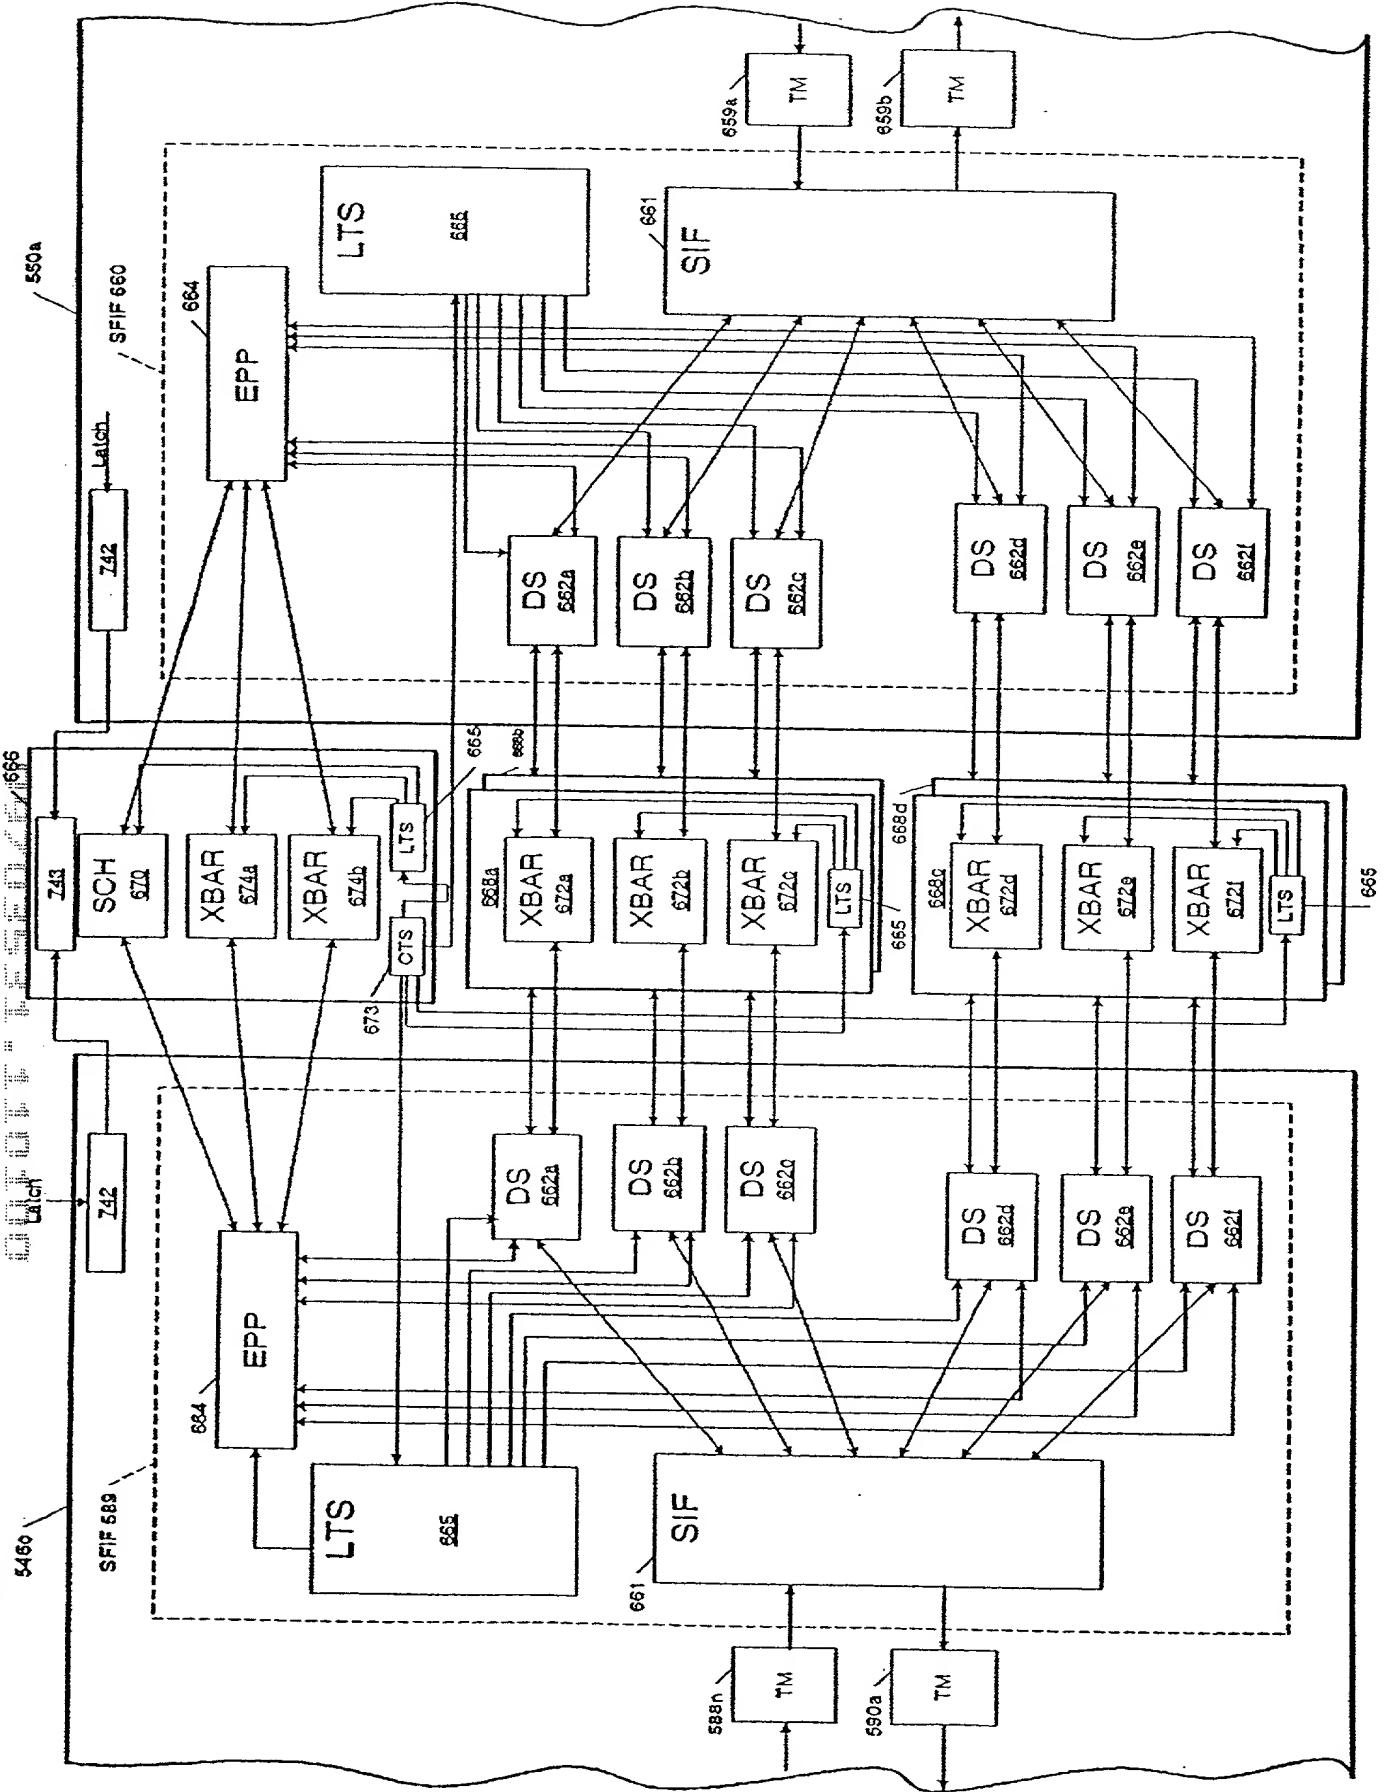 550a
SFIF 660
664
EPP
Latch
742
LTS
665
661
SIF
659a
TM
659b
TM
DS
662a
DS
662b
DS
662c
DS
662d
DS
662e
DS
662f
666
743
SCH
670
XBAR
674a
XBAR
674b
LTS
665
CTS
673
668b
668a
XBAR
672a
XBAR
672b
XBAR
672c
LTS
665
668d
668c
XBAR
672d
XBAR
672e
XBAR
672f
LTS
665
5460
SFIF 589
Latch
742
664
EPP
LTS
665
661
SIF
DS
662a
DS
662b
DS
662c
DS
662d
DS
662e
DS
662f
588n
TM
590a
TM